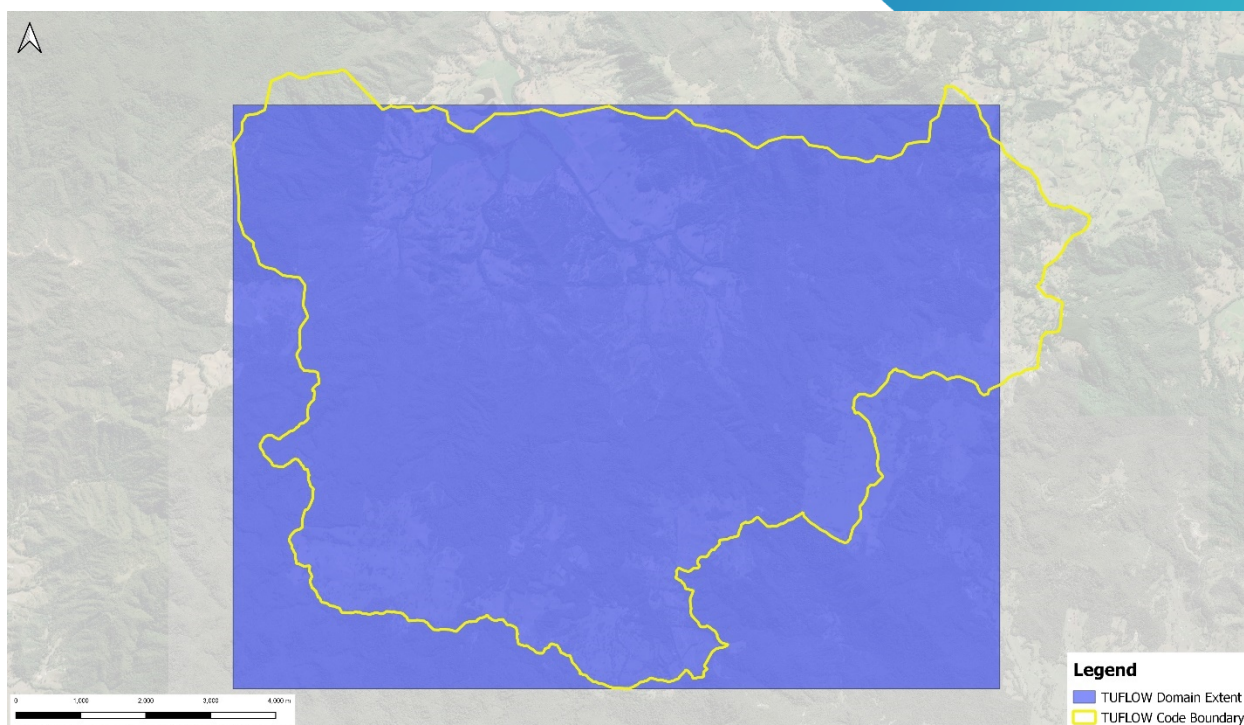 0 1,000 2,000 3,000 4,000 m
Legend
TUFLOW Domain Extent
TUFLOW Code Boundary